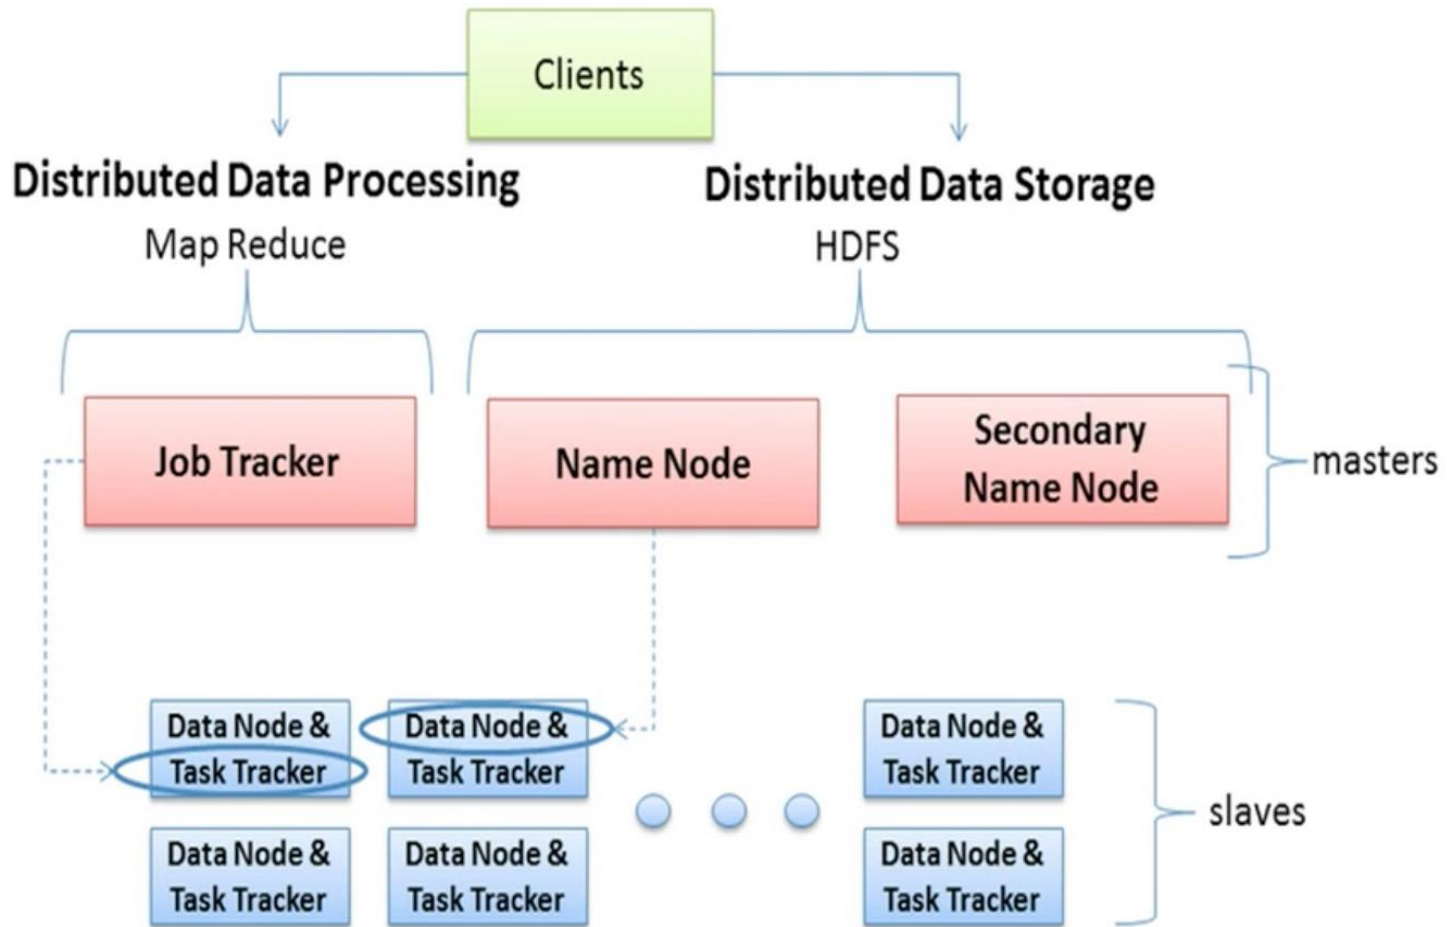 Clients
Distributed Data Processing
Map Reduce
Distributed Data Storage
HDFS
Job Tracker
Name Node
Secondary
Name Node
masters
Data Node &
Task Tracker
Data Node &
Task Tracker
Data Node &
Task Tracker
Data Node &
Task Tracker
Data Node &
Task Tracker
Data Node &
Task Tracker
slaves